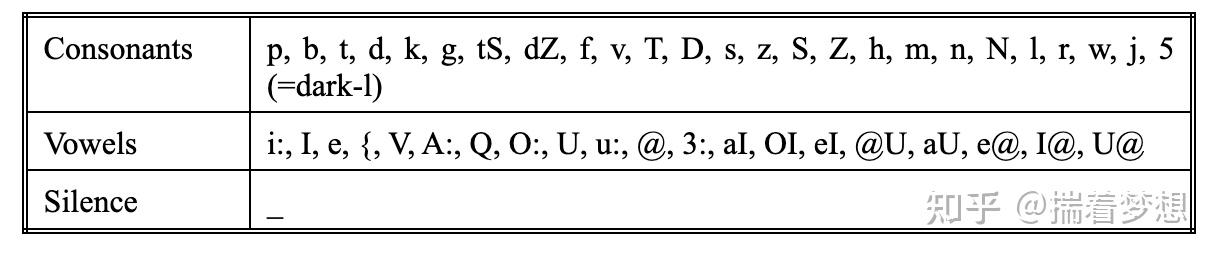 Consonants p, b, t, d, k, g, tS, dZ, f, v, T, D, s, z, S, Z, h, m, n, N, l, r, w, j, 5
(=dark-l)
Vowels i:, I, e, {, V, A:, Q, O:, U, u:, @, 3:, aI, OI, eI, @U, aU, e@, I@, U@
Silence _
知乎 @揣着梦想